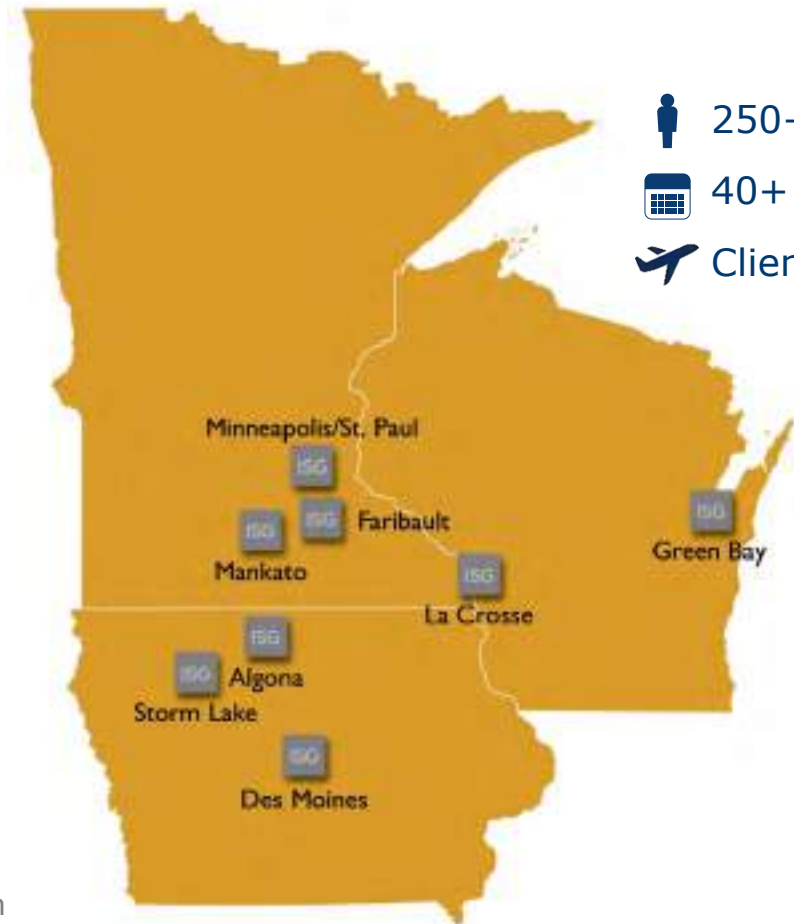 250-
40+
Clien
Minneapolis/St. Paul
ISG
ISG
Faribault
ISG
Mankato
ISG
Green Bay
ISG
La Crosse
ISG
Algona
ISG
Storm Lake
ISG
Des Moines